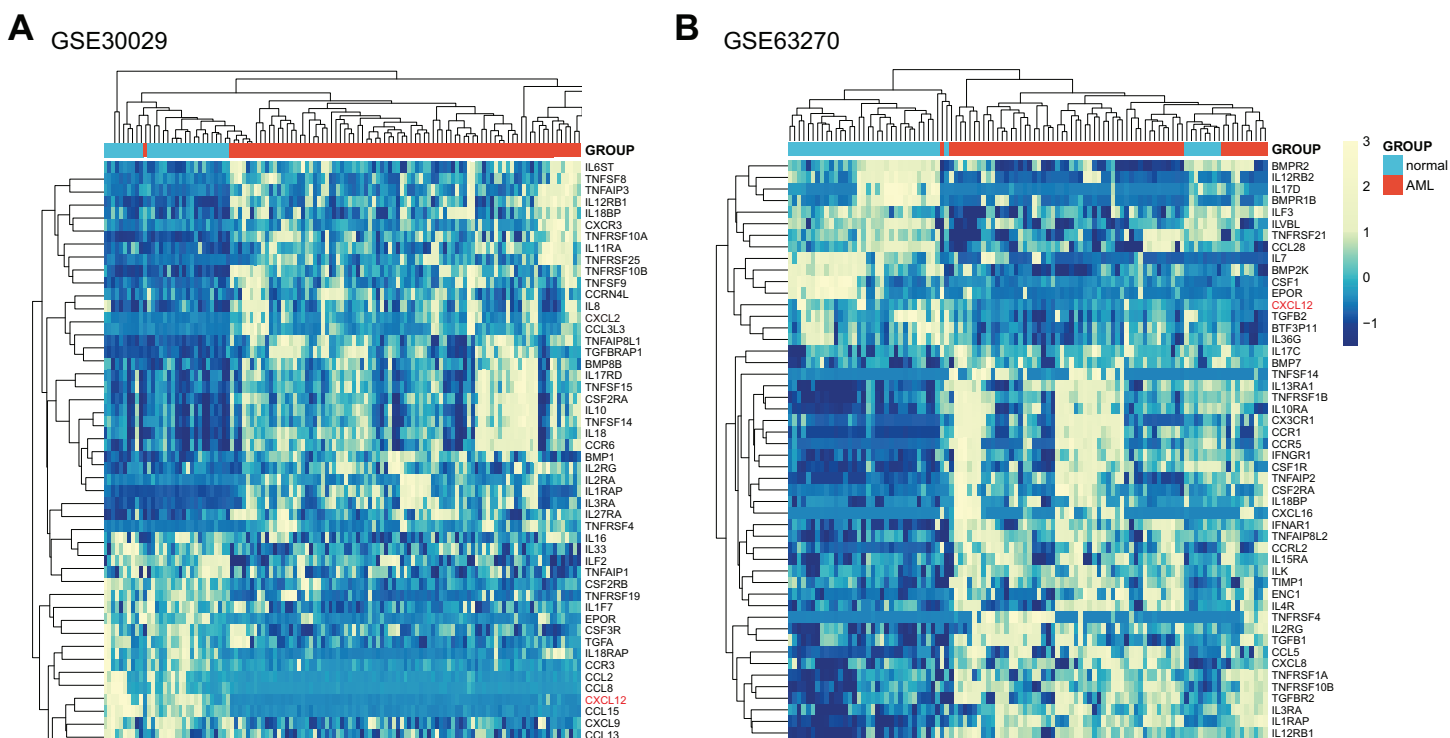 A GSE30029
GROUP
IL6ST
TNFSF8
TNFAIP3
IL12RB1
IL18BP
CXCR3
TNFRSF10A
IL11RA
TNFRSF25
TNFRSF10B
TNFSF9
CCRN4L
IL8
CXCL2
CCL3L3
TNFAIP8L1
TGFBRAP1
BMP8B
IL17RD
TNFSF15
CSF2RA
IL10
TNFSF14
IL18
CCR6
BMP1
IL2RG
IL2RA
IL1RAP
IL3RA
IL27RA
TNFRSF4
IL16
IL33
ILF2
TNFAIP1
CSF2RB
TNFRSF19
IL1F7
EPOR
CSF3R
TGFA
IL18RAP
CCR3
CCL2
CCL8
CXCL12
CCL15
CXCL9
CCL13
B GSE63270
GROUP
BMPR2
IL12RB2
IL17D
BMPR1B
ILF3
ILVBL
TNFRSF21
CCL28
IL7
BMP2K
CSF1
EPOR
CXCL12
TGFB2
BTF3P11
IL36G
IL17C
BMP7
TNFSF14
IL13RA1
TNFRSF1B
IL10RA
CX3CR1
CCR1
CCR5
IFNGR1
CSF1R
TNFAIP2
CSF2RA
IL18BP
CXCL16
IFNAR1
TNFAIP8L2
CCRL2
IL15RA
ILK
TIMP1
ENC1
IL4R
TNFRSF4
IL2RG
TGFB1
CCL5
CXCL8
TNFRSF1A
TNFRSF10B
TGFBR2
IL3RA
IL1RAP
IL12RB1
3
2
1
0
−1
GROUP
normal
AML